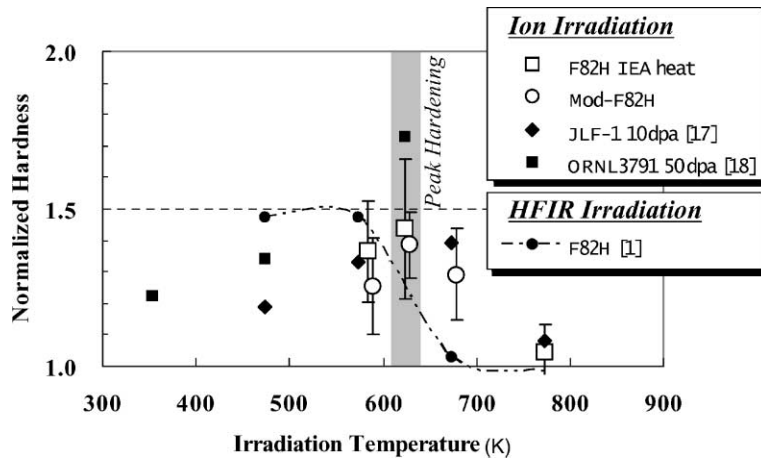 Ion Irradiation
F82H IEA heat
Mod-F82H
JLF-1 10dpa [17]
ORNL3791 50dpa [18]
HFIR Irradiation
F82H [1]
Peak Hardening
Normalized Hardness
2.0
1.5
1.0
300 400 500 600 700 800 900
Irradiation Temperature (K)